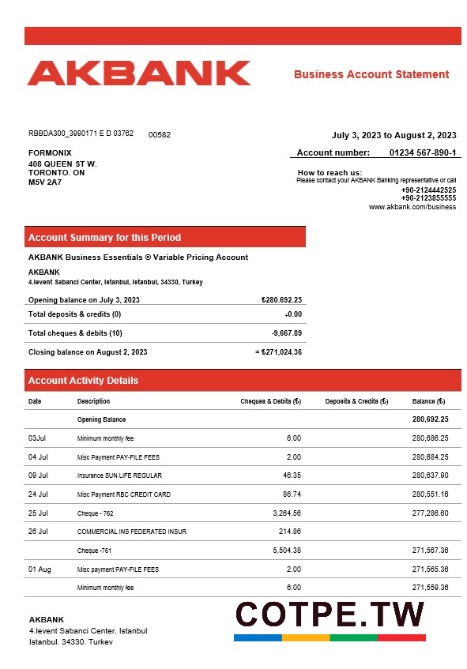 AKBANK
Business Account Statement
RBBDA300_3990171 E D 03762 00582
July 3, 2023 to August 2, 2023
FORMONIX
408 QUEEN ST W.
TORONTO. ON
M5V 2A7
Account number: 01234 567-890-1
How to reach us:
Please contact your AKBANK Banking representative or call
+90-2124442525
+90-2123855555
www.akbank.com/business
Account Summary for this Period
AKBANK Business Essentials ® Variable Pricing Account
AKBANK
4.levent Sabanci Center, Istanbul, Istanbul, 34330, Turkey
Opening balance on July 3, 2023 ₺280.692.25
Total deposits & credits (0) +0.00
Total cheques & debits (10) -9,667.89
Closing balance on August 2, 2023 = ₺271,024.36
Account Activity Details
Date Description Cheques & Debits (₺) Deposits & Credits (₺) Balance (₺)
Opening Balance 280,692.25
03Jul Minimum monthly fee 6.00 280,686.25
04 Jul Misc Payment PAY-FILE FEES 2.00 280,684.25
09 Jul Insurance SUN LIFE REGULAR 46.35 280,637.90
24 Jul Misc Payment RBC CREDIT CARD 86.74 280,551.16
25 Jul Cheque - 762 3,264.56 277,286.60
26 Jul COMMERCIAL INS FEDERATED INSUR 214.86
Cheque -761 5,504.38 271,567.36
01 Aug Misc payment PAY-FILE FEES 2.00 271,565.36
Minimum monthly fee 6.00 271,559.36
AKBANK
4.levent Sabanci Center, Istanbul
Istanbul. 34330. Turkey
COTPE.TW